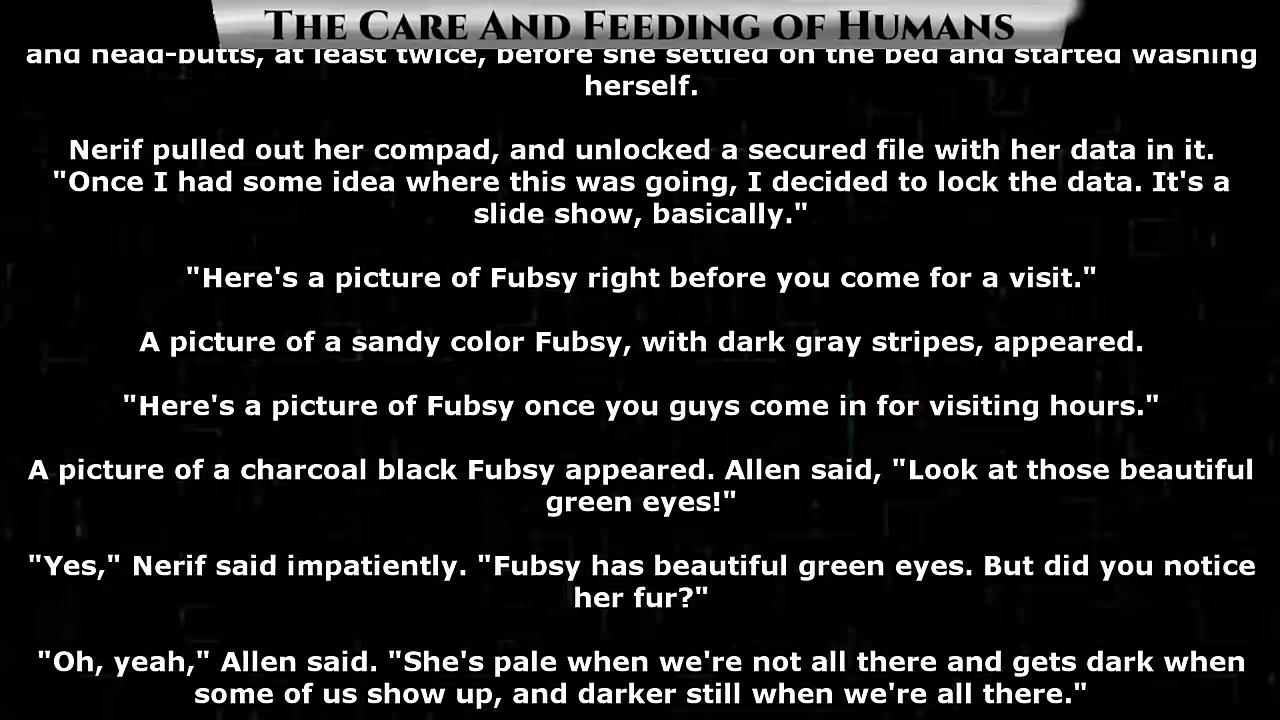 The Care And Feeding of Humans
and head-butts, at least twice, before she settled on the bed and started washing
herself.
Nerif pulled out her compad, and unlocked a secured file with her data in it.
"Once I had some idea where this was going, I decided to lock the data. It's a
slide show, basically."
"Here's a picture of Fubsy right before you come for a visit."
A picture of a sandy color Fubsy, with dark gray stripes, appeared.
"Here's a picture of Fubsy once you guys come in for visiting hours."
A picture of a charcoal black Fubsy appeared. Allen said, "Look at those beautiful
green eyes!"
"Yes," Nerif said impatiently. "Fubsy has beautiful green eyes. But did you notice
her fur?"
"Oh, yeah," Allen said. "She's pale when we're not all there and gets dark when
some of us show up, and darker still when we're all there."